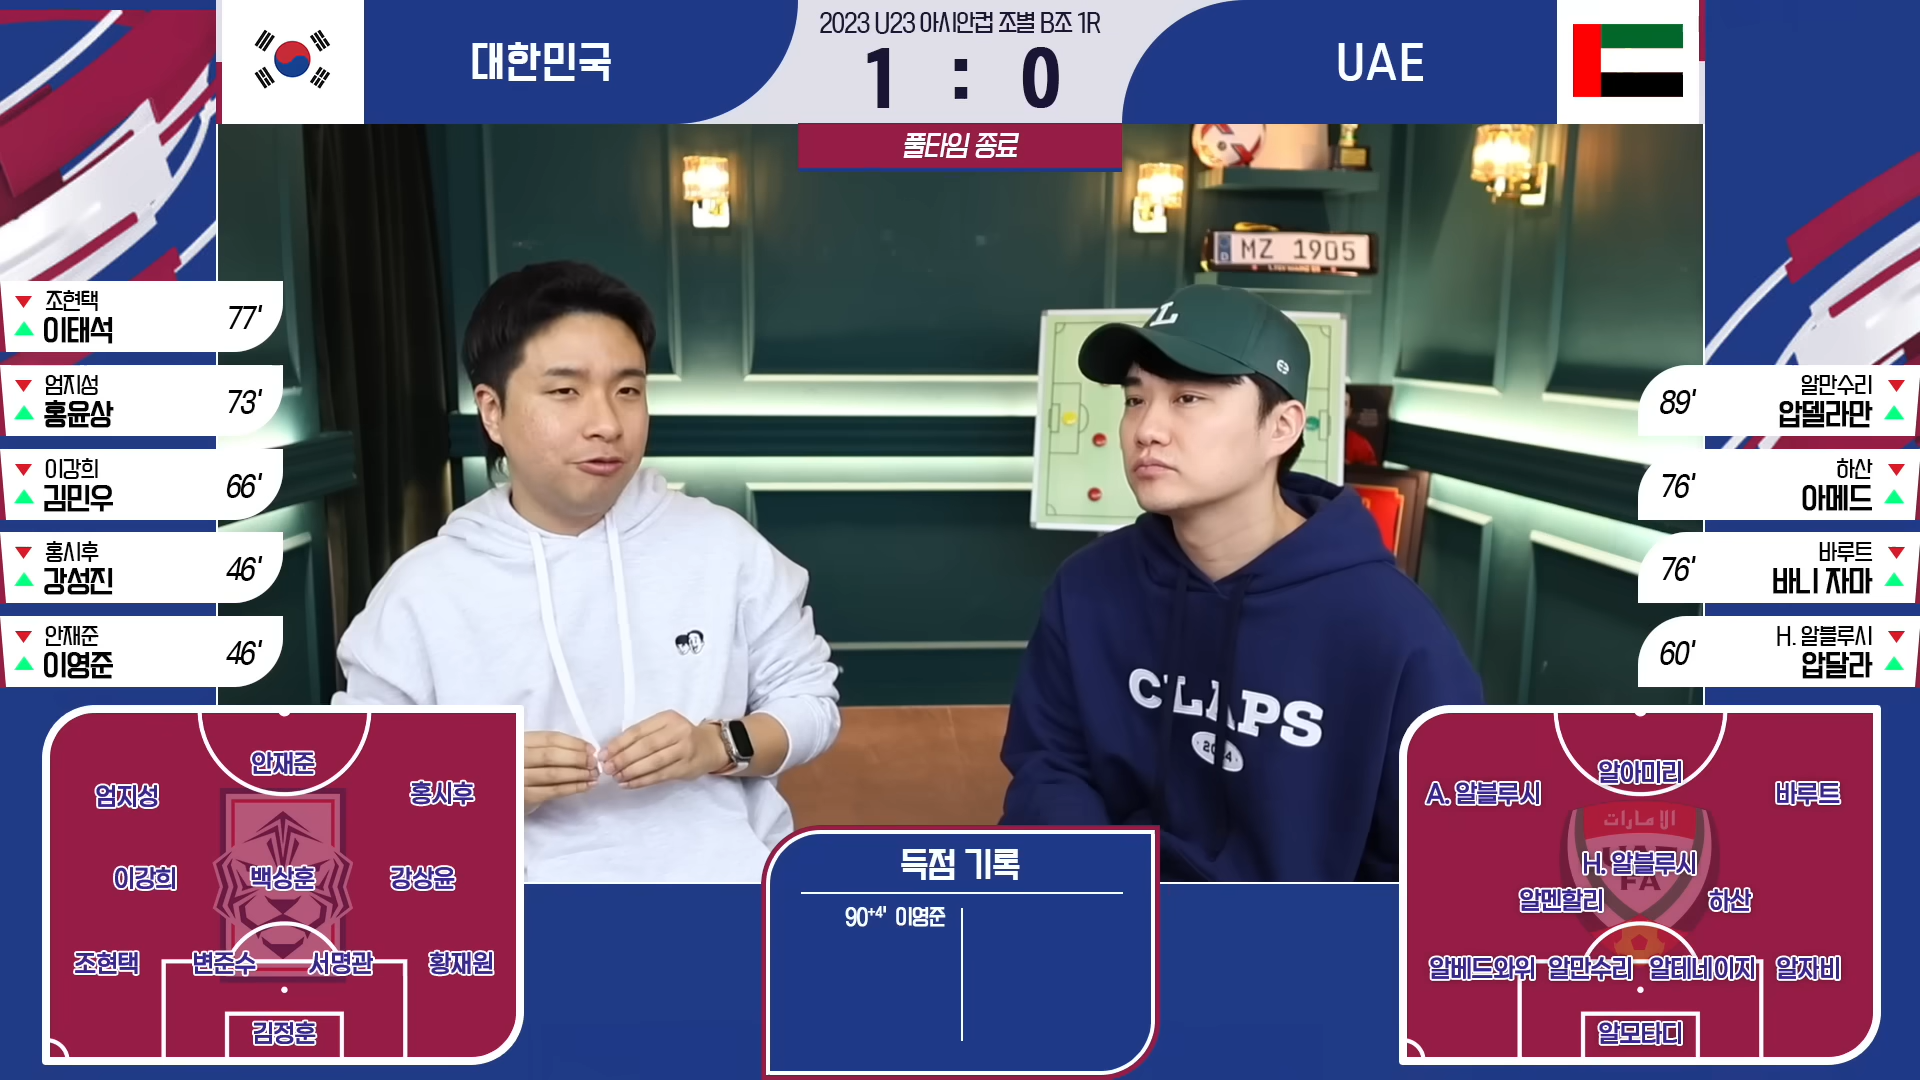 2023 U23 아시안컵 조별 B조 1R
대한민국
1 : 0
UAE
풀타임 종료
MZ 1905
조현택
이태석
77'
엄지성
홍윤상
73'
이강희
김민우
66'
홍시후
강성진
46'
안재준
이영준
46'
89'
알만수리
압델라만
76'
하산
아메드
76'
바루트
바니 자마
60'
H. 알블루시
압달라
L
CLAPS
안재준
엄지성
홍시후
이강희
백상훈
강상윤
조현택
변준수
서명관
황재원
김정훈
득점 기록
90+4' 이영준
알아미리
A. 알블루시
바루트
الامارات
H. 알블루시
FA
알멘할리
하산
알베드와위
알만수리
알테네이지
알자비
알모타디